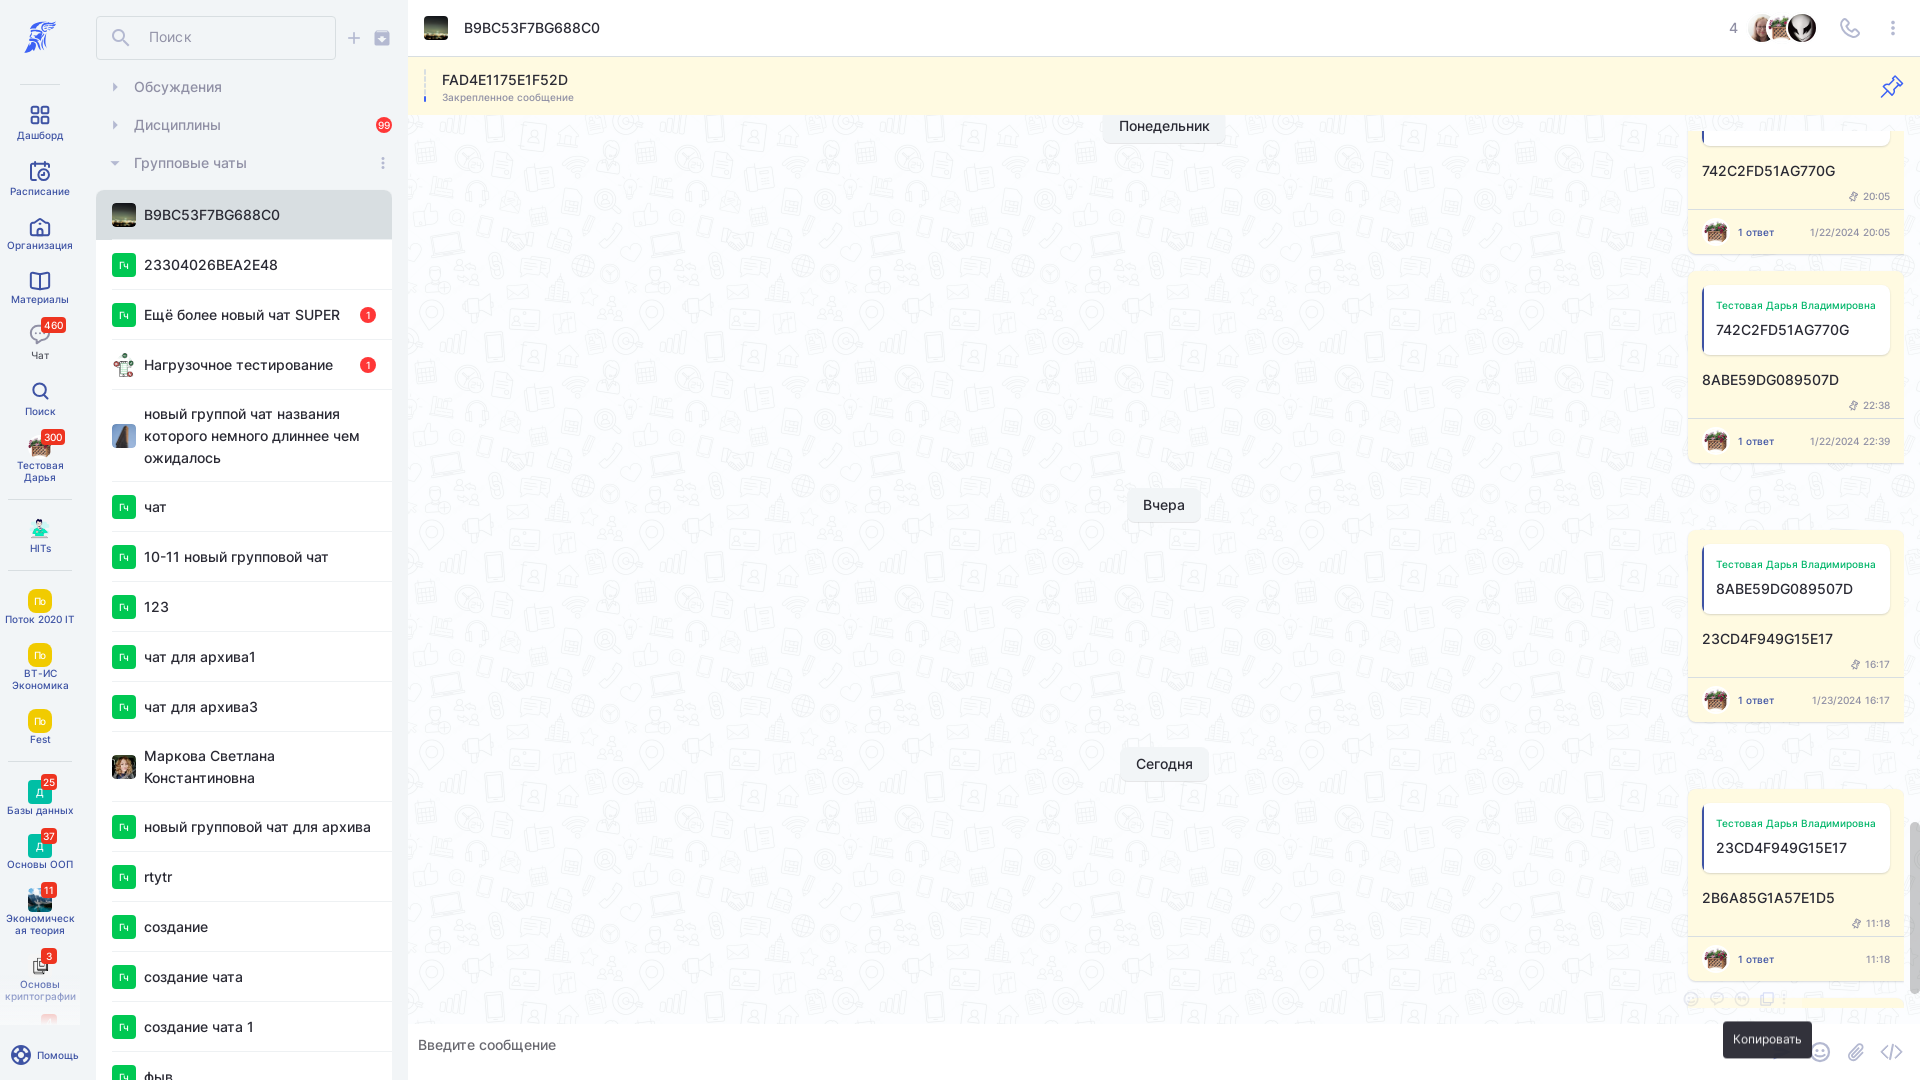 Дашборд
Расписание
Организация
Материалы
460
Чат
Поиск
300
Тестовая
Дарья
HITs
По
Поток 2020 IT
По
ВТ-ИС
Экономика
По
Fest
25
Д
Базы данных
37
Д
Основы ООП
11
Экономичес
ая теория
3
Основы
криптографии
Помощь
Поиск
Обсуждения
Дисциплины
99
Групповые чаты
B9BC53F7BG688C0
ГЧ
23304026BEA2E48
ГЧ
Ещё более новый чат SUPER
1
Нагрузочное тестирование
1
новый группой чат названия
которого немного длиннее чем
ожидалось
ГЧ
чат
ГЧ
10-11 новый групповой чат
ГЧ
123
ГЧ
чат для архива1
ГЧ
чат для архива3
Маркова Светлана
Константиновна
ГЧ
новый групповой чат для архива
ГЧ
rtytr
ГЧ
создание
ГЧ
создание чата
ГЧ
создание чата 1
ГЧ
фыв
B9BC53F7BG688C0
4
FAD4E1175E1F52D
Закрепленное сообщение
Понедельник
742C2FD51AG770G
20:05
1 ответ
1/22/2024 20:05
Тестовая Дарья Владимировна
742C2FD51AG770G
8ABE59DG089507D
22:38
1 ответ
1/22/2024 22:39
Вчера
Тестовая Дарья Владимировна
8ABE59DG089507D
23CD4F949G15E17
16:17
1 ответ
1/23/2024 16:17
Сегодня
Тестовая Дарья Владимировна
23CD4F949G15E17
2B6A85G1A57E1D5
11:18
1 ответ
11:18
Копировать
Введите сообщение